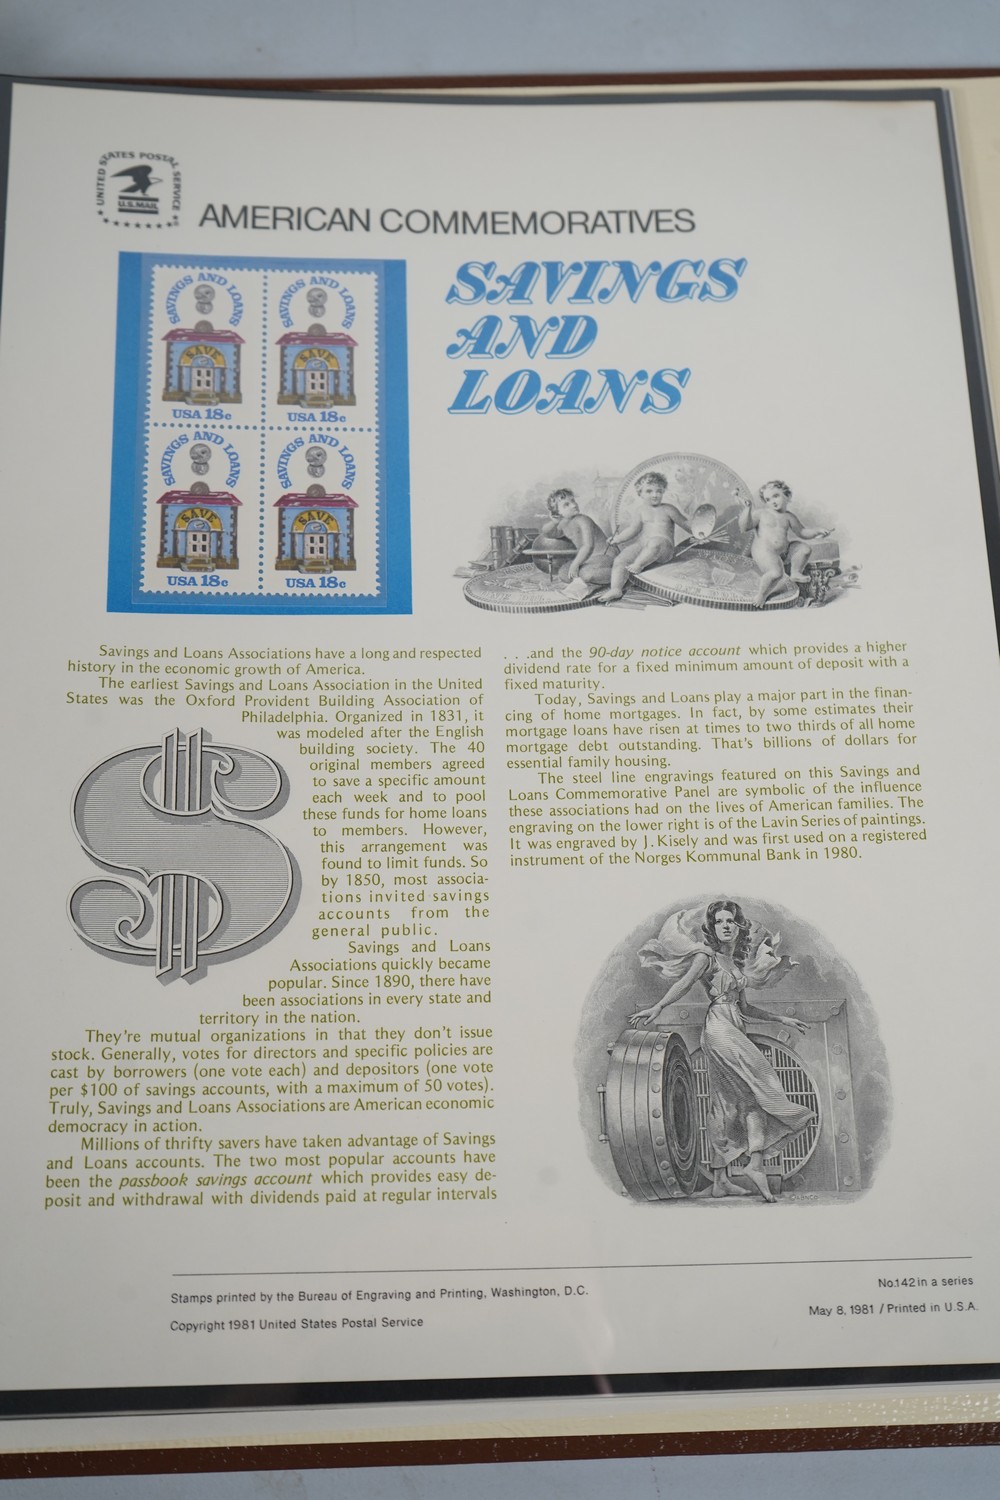 UNITED STATES POSTAL SERVICE
U.S.MAIL
AMERICAN COMMEMORATIVES
SAVINGS AND LOANS
SAVE
USA 18c
SAVINGS AND LOANS
SAVE
USA 18c
SAVINGS AND LOANS
SAVE
USA 18c
SAVINGS AND LOANS
SAVE
USA 18c
SAVINGS
AND
LOANS
Savings and Loans Associations have a long and respected
history in the economic growth of America.
The earliest Savings and Loans Association in the United
States was the Oxford Provident Building Association of
Philadelphia. Organized in 1831, it
was modeled after the English
building society. The 40
original members agreed
to save a specific amount
each week and to pool
these funds for home loans
to members. However,
this arrangement was
found to limit funds. So
by 1850, most associa-
tions invited savings
accounts from the
general public.
Savings and Loans
Associations quickly became
popular. Since 1890, there have
been associations in every state and
territory in the nation.
They're mutual organizations in that they don't issue
stock. Generally, votes for directors and specific policies are
cast by borrowers (one vote each) and depositors (one vote
per $100 of savings accounts, with a maximum of 50 votes).
Truly, Savings and Loans Associations are American economic
democracy in action.
Millions of thrifty savers have taken advantage of Savings
and Loans accounts. The two most popular accounts have
been the passbook savings account which provides easy de-
posit and withdrawal with dividends paid at regular intervals
. . .and the 90-day notice account which provides a higher
dividend rate for a fixed minimum amount of deposit with a
fixed maturity.
Today, Savings and Loans play a major part in the finan-
cing of home mortgages. In fact, by some estimates their
mortgage loans have risen at times to two thirds of all home
mortgage debt outstanding. That's billions of dollars for
essential family housing.
The steel line engravings featured on this Savings and
Loans Commemorative Panel are symbolic of the influence
these associations had on the lives of American families. The
engraving on the lower right is of the Lavin Series of paintings.
It was engraved by J. Kisely and was first used on a registered
instrument of the Norges Kommunal Bank in 1980.
©ABNCO
Stamps printed by the Bureau of Engraving and Printing, Washington, D.C.
Copyright 1981 United States Postal Service
No.142 in a series
May 8, 1981 / Printed in U.S.A.